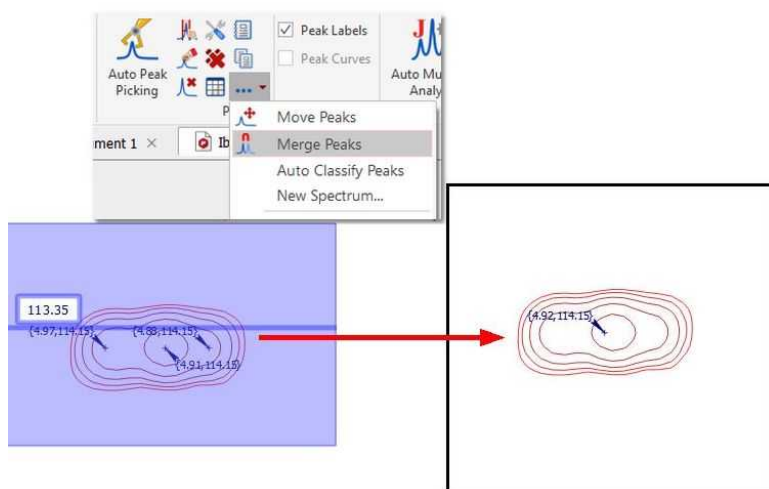 Peak Labels
Peak Curves
Auto Peak
Picking
Auto Mu
Analy
P
Move Peaks
ment 1 ×
Ib
Merge Peaks
Auto Classify Peaks
New Spectrum...
113.35
{4.97,114.15}
{4.88,114.15}
{4.91,114.15}
{4.92,114.15}